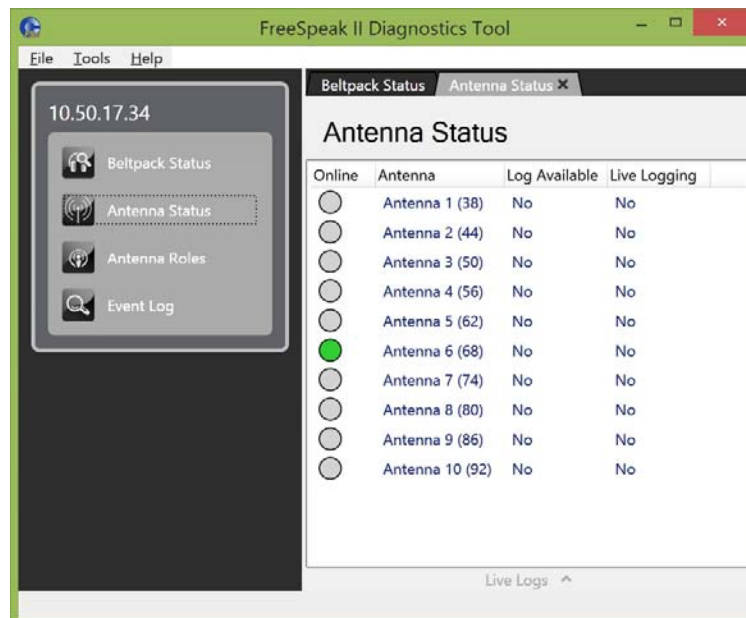 FreeSpeak II Diagnostics Tool
File Tools Help
10.50.17.34
Beltpack Status
Antenna Status
Antenna Roles
Event Log
Beltpack Status Antenna Status
Antenna Status
Online Antenna Log Available Live Logging
Antenna 1 (38) No No
Antenna 2 (44) No No
Antenna 3 (50) No No
Antenna 4 (56) No No
Antenna 5 (62) No No
Antenna 6 (68) No No
Antenna 7 (74) No No
Antenna 8 (80) No No
Antenna 9 (86) No No
Antenna 10 (92) No No
Live Logs